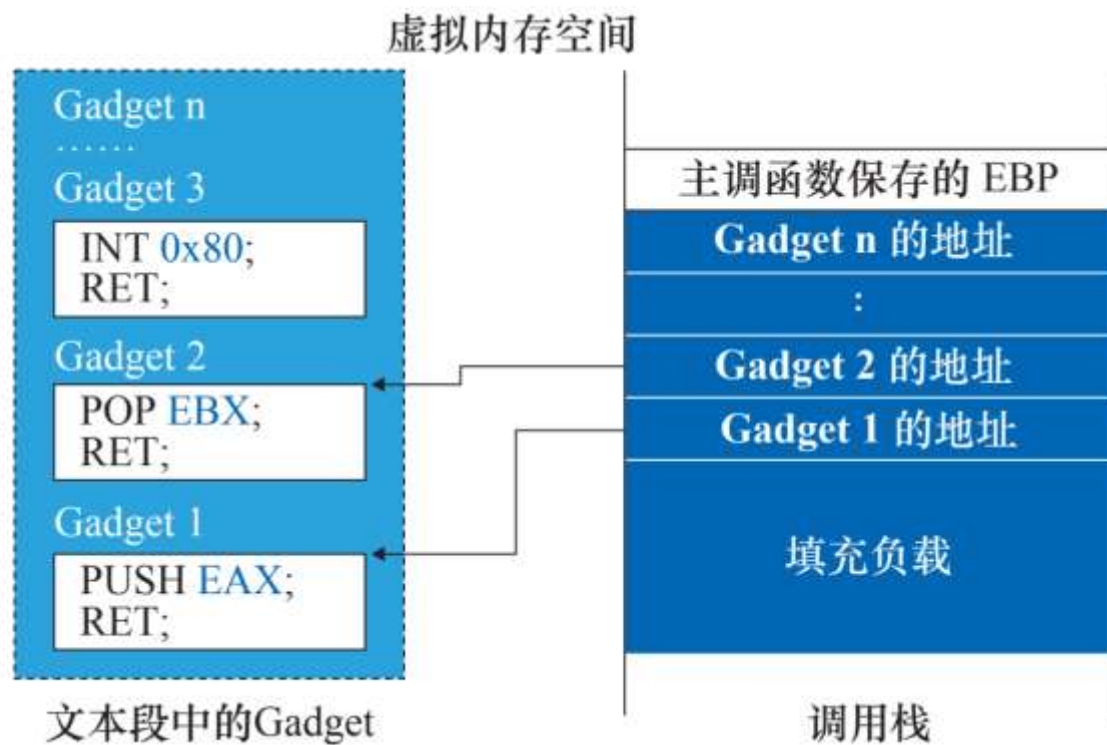 虚拟内存空间
Gadget n
......
Gadget 3
INT 0x80;
RET;
Gadget 2
POP EBX;
RET;
Gadget 1
PUSH EAX;
RET;
文本段中的Gadget
主调函数保存的 EBP
Gadget n 的地址
:
Gadget 2 的地址
Gadget 1 的地址
填充负载
调用栈